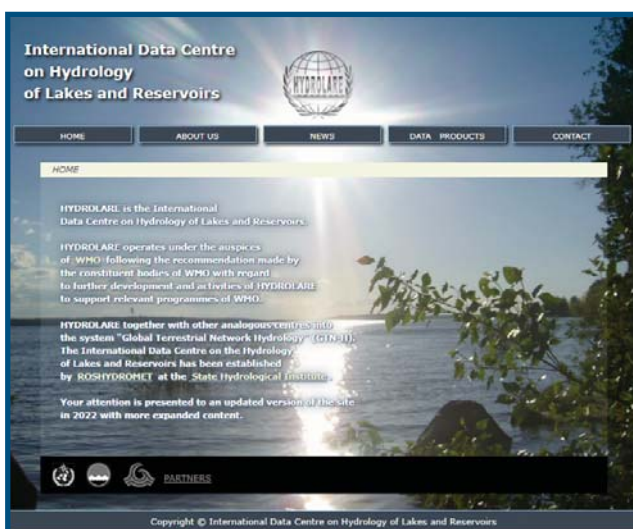 International Data Centre
on Hydrology
of Lakes and Reservoirs
HYDROLARE
HOME ABOUT US NEWS DATA PRODUCTS CONTACT
HOME
HYDROLARE is the International
Data Centre on Hydrology of Lakes and Reservoirs.
HYDROLARE operates under the auspices
of WMO following the recommendation made by
the constituent bodies of WMO with regard
to further development and activities of HYDROLARE
to support relevant programmes of WMO.
HYDROLARE together with other analogous centres into
the system "Global Terrestrial Network Hydrology" (GTN-H).
The International Data Centre on the Hydrology
of Lakes and Reservoirs has been established
by ROSHYDROMET at the State Hydrological Institute.
Your attention is presented to an updated version of the site
in 2022 with more expanded content.
PARTNERS
Copyright © International Data Centre on Hydrology of Lakes and Reservoirs